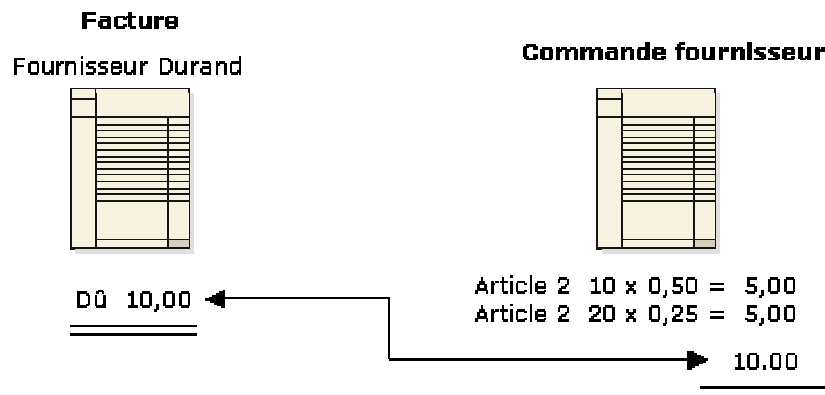 Facture
Fournisseur Durand
Commande fournisseur
Dû 10,00
Article 2 10 x 0,50 = 5,00
Article 2 20 x 0,25 = 5,00
10.00